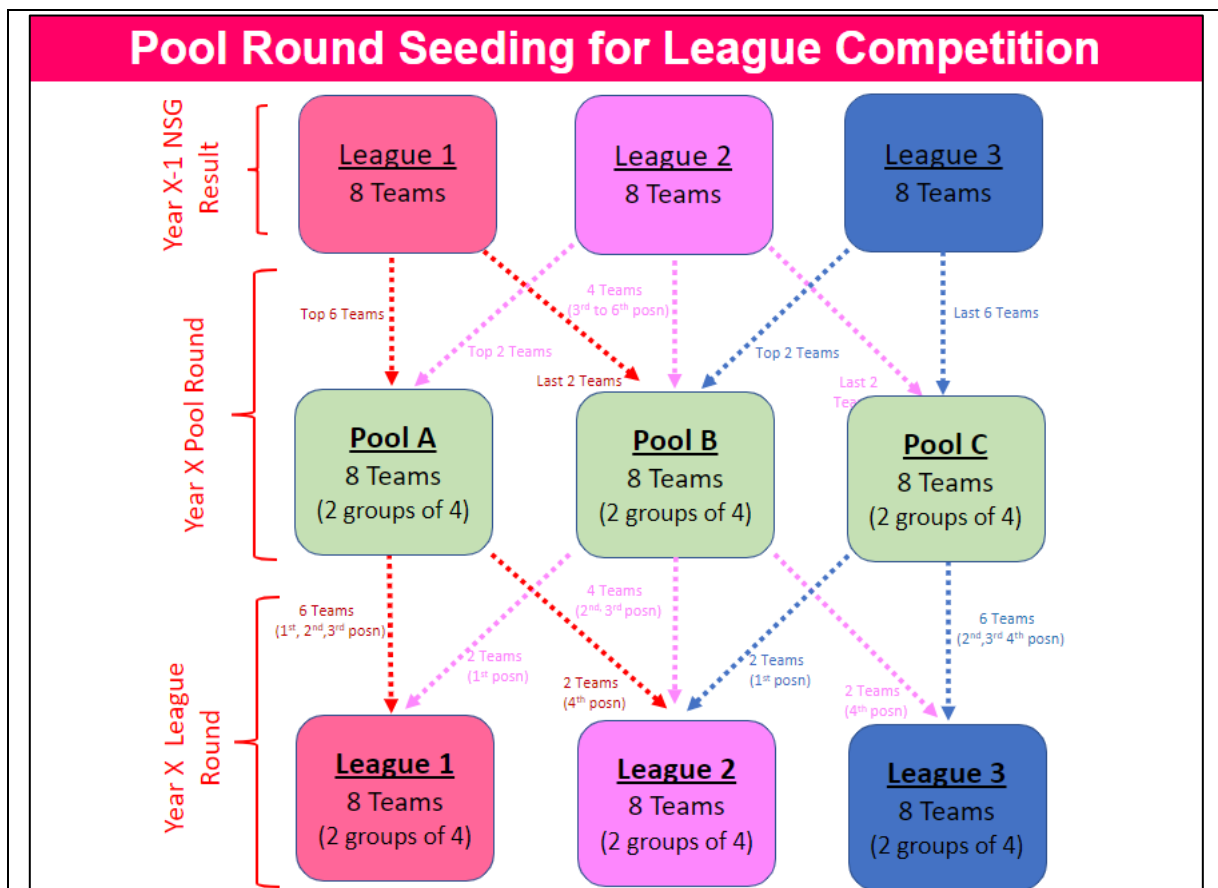 Pool Round Seeding for League Competition
Year X-1 NSG
Result
League 1
8 Teams
League 2
8 Teams
League 3
8 Teams
Year X Pool Round
Top 6 Teams
Top 2 Teams
4 Teams
(3rd to 6th posn)
Last 2 Teams
Top 2 Teams
Last 2
Last 6 Teams
Pool A
8 Teams
(2 groups of 4)
Pool B
8 Teams
(2 groups of 4)
Pool C
8 Teams
(2 groups of 4)
Year X League
Round
6 Teams
(1st, 2nd,3rd posn)
2 Teams
(1st posn)
4 Teams
(2nd, 3rd posn)
2 Teams
(4th posn)
2 Teams
(1st posn)
2 Teams
(4th posn)
6 Teams
(2nd,3rd 4th posn)
League 1
8 Teams
(2 groups of 4)
League 2
8 Teams
(2 groups of 4)
League 3
8 Teams
(2 groups of 4)